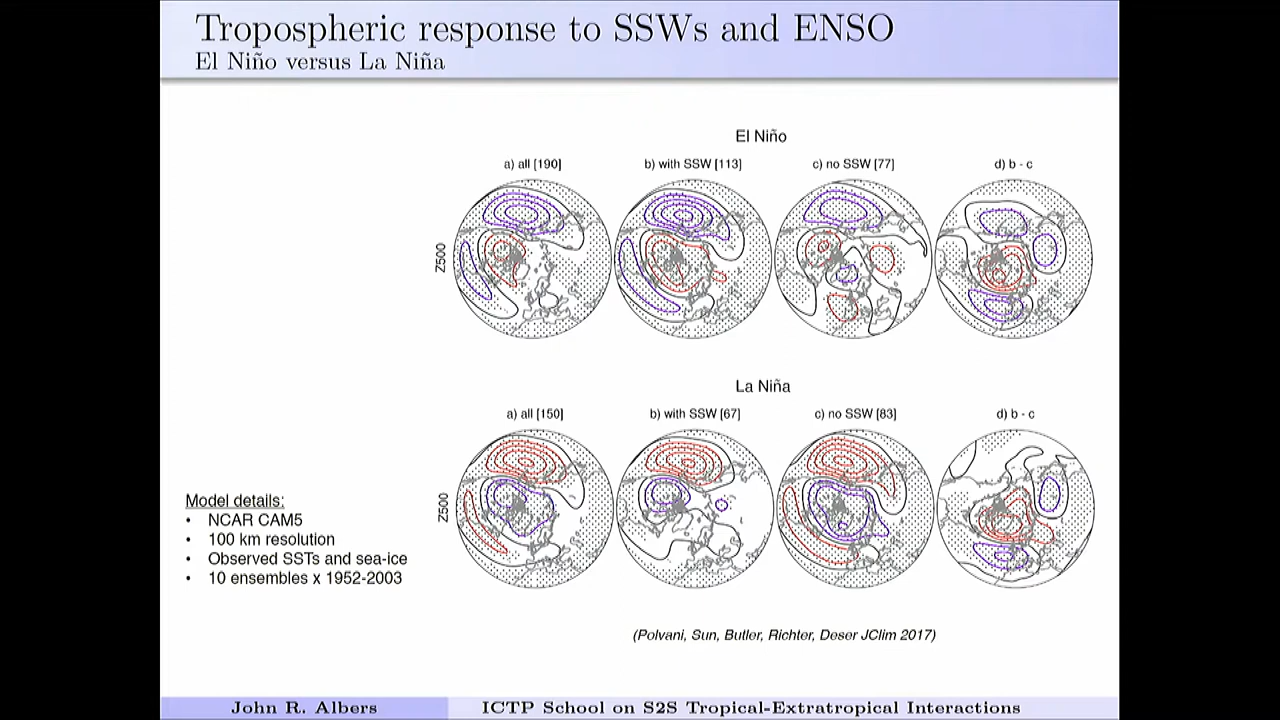 Tropospheric response to SSWs and ENSO
El Niño versus La Niña
El Niño
a) all [190]
b) with SSW [113]
c) no SSW [77]
d) b - c
Z500
La Niña
a) all [150]
b) with SSW [67]
c) no SSW [83]
d) b - c
Z500
Model details:
• NCAR CAM5
• 100 km resolution
• Observed SSTs and sea-ice
• 10 ensembles x 1952-2003
(Polvani, Sun, Butler, Richter, Deser JClim 2017)
John R. Albers
ICTP School on S2S Tropical-Extratropical Interactions